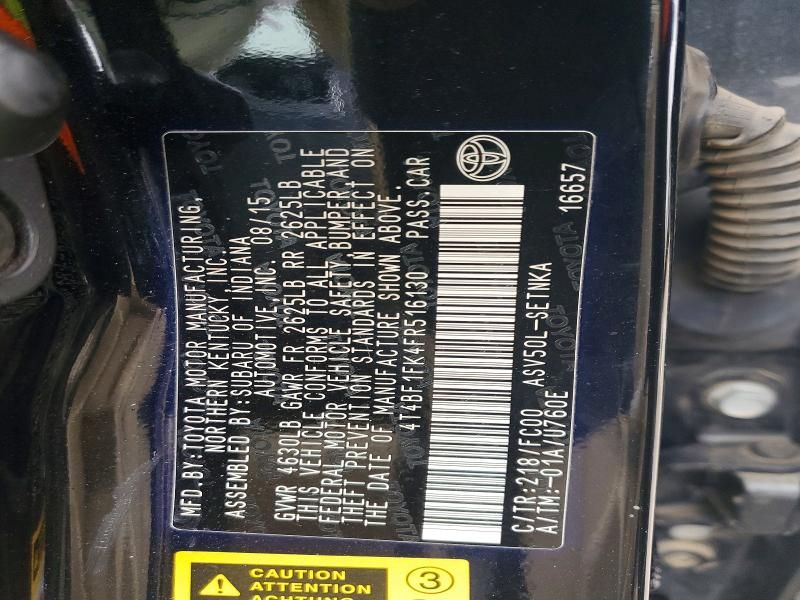 MFD.BY:TOYOTA MOTOR MANUFACTURING,
NORTHERN KENTUCKY INC.
ASSEMBLED BY:SUBARU OF INDIANA
AUTOMOTIVE,INC. 08/15
GVWR 4630LB GAWR FR 2625LB RR 2625LB
THIS VEHICLE CONFORMS TO ALL APPLICABLE
FEDERAL MOTOR VEHICLE SAFETY,BUMPER,AND
THEFT PREVENTION STANDARDS IN EFFECT ON
THE DATE OF MANUFACTURE SHOWN ABOVE.
4T4BF1FK4FR516130 PASS.CAR
C/TR:218/FC00 ASV50L-SETNKA
A/TM:-01A/U760E 16657
CAUTION
ATTENTION
ACHTUNG
3